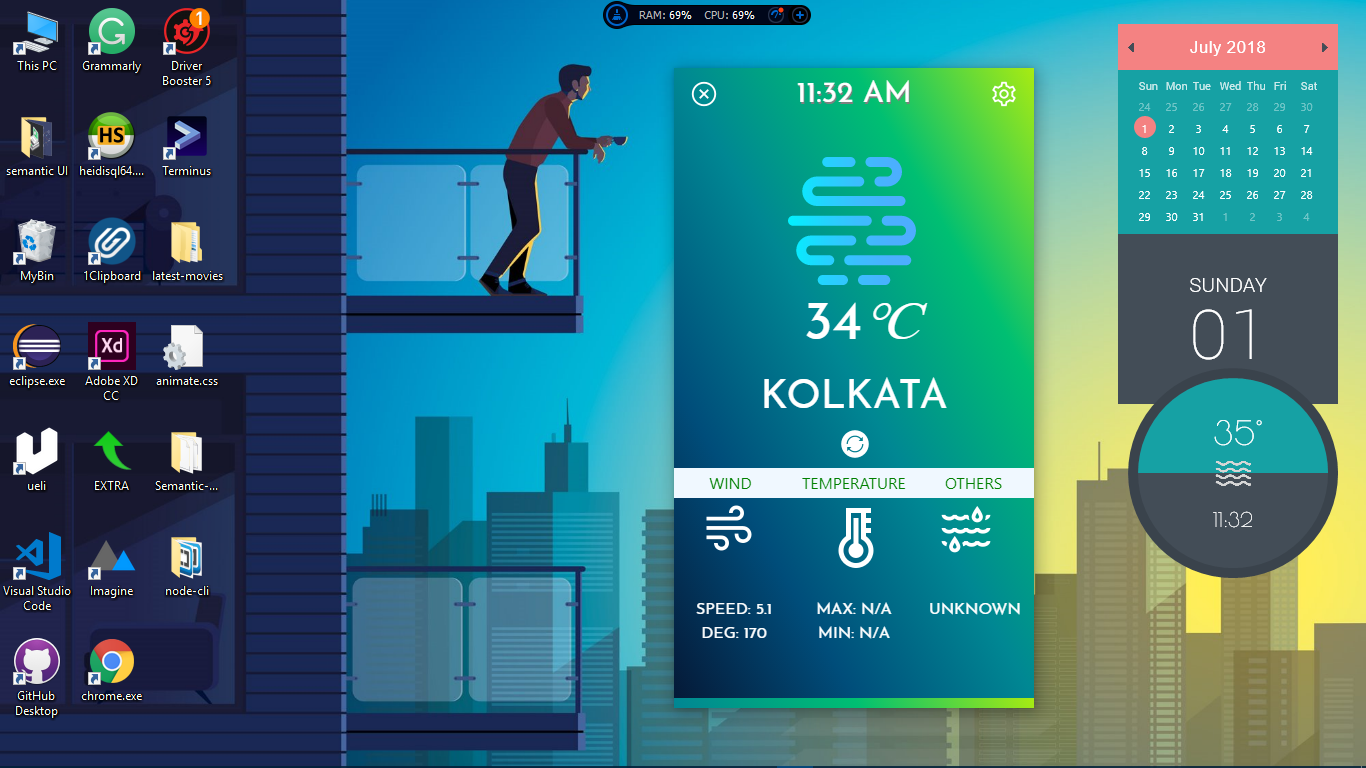 RAM: 69% CPU: 69%
This PC
Grammarly
1
Driver
Booster 5
semantic UI
HS
heidisql64....
Terminus
MyBin
1Clipboard
latest-movies
eclipse.exe
Xd
Adobe XD
CC
animate.css
ueli
EXTRA
Semantic-...
Visual Studio
Code
Imagine
node-cli
GitHub
Desktop
chrome.exe
11:32 AM
34 °C
KOLKATA
WIND TEMPERATURE OTHERS
SPEED: 5.1 MAX: N/A UNKNOWN
DEG: 170 MIN: N/A
July 2018
Sun Mon Tue Wed Thu Fri Sat
24 25 26 27 28 29 30
1 2 3 4 5 6 7
8 9 10 11 12 13 14
15 16 17 18 19 20 21
22 23 24 25 26 27 28
29 30 31 1 2 3 4
SUNDAY
01
35°
11:32